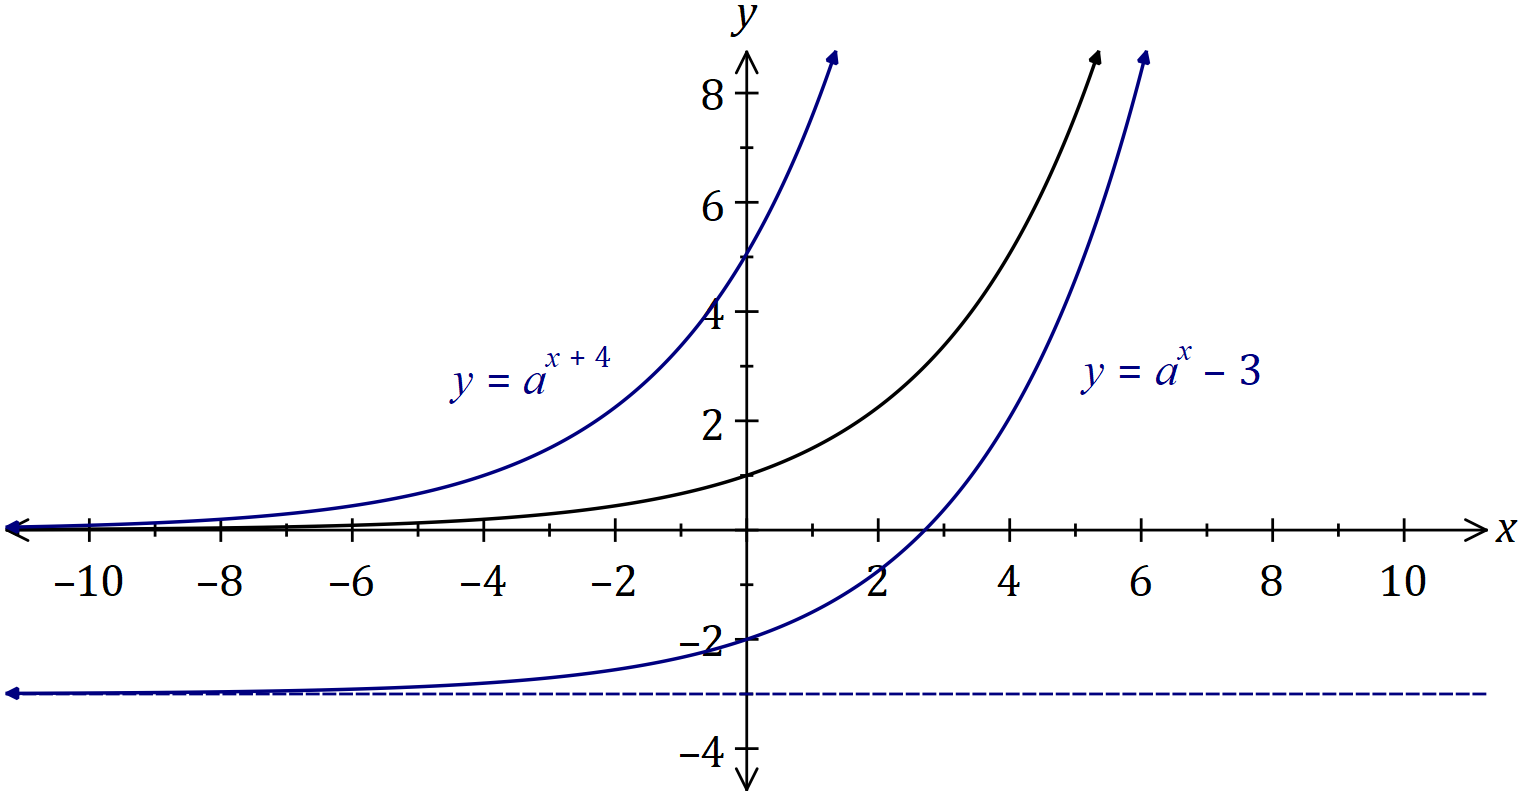 y
8
6
4
y = a^{x + 4}
y = a^{x} – 3
2
x
–10 –8 –6 –4 –2 2 4 6 8 10
–2
–4